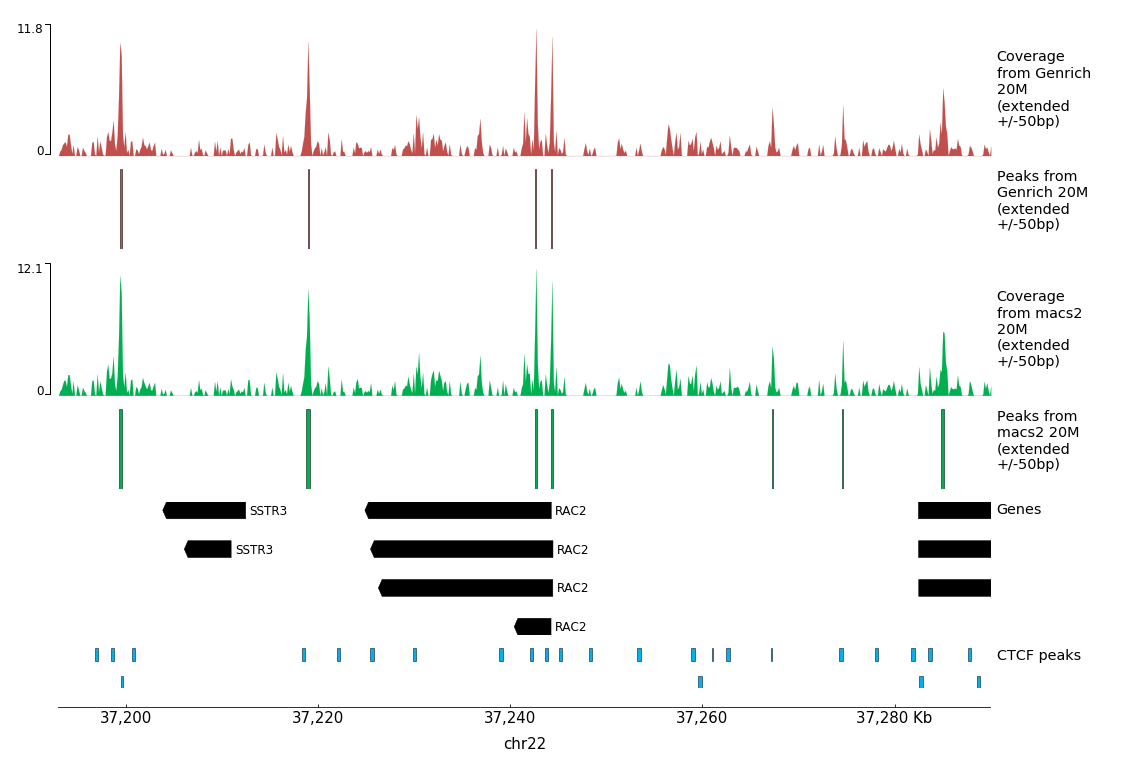 11.8
0
Coverage
from Genrich
20M
(extended
+/-50bp)
Peaks from
Genrich 20M
(extended
+/-50bp)
12.1
0
Coverage
from macs2
20M
(extended
+/-50bp)
Peaks from
macs2 20M
(extended
+/-50bp)
SSTR3 RAC2 Genes
SSTR3 RAC2
RAC2
RAC2
CTCF peaks
37,200 37,220 37,240 37,260 37,280 Kb
chr22